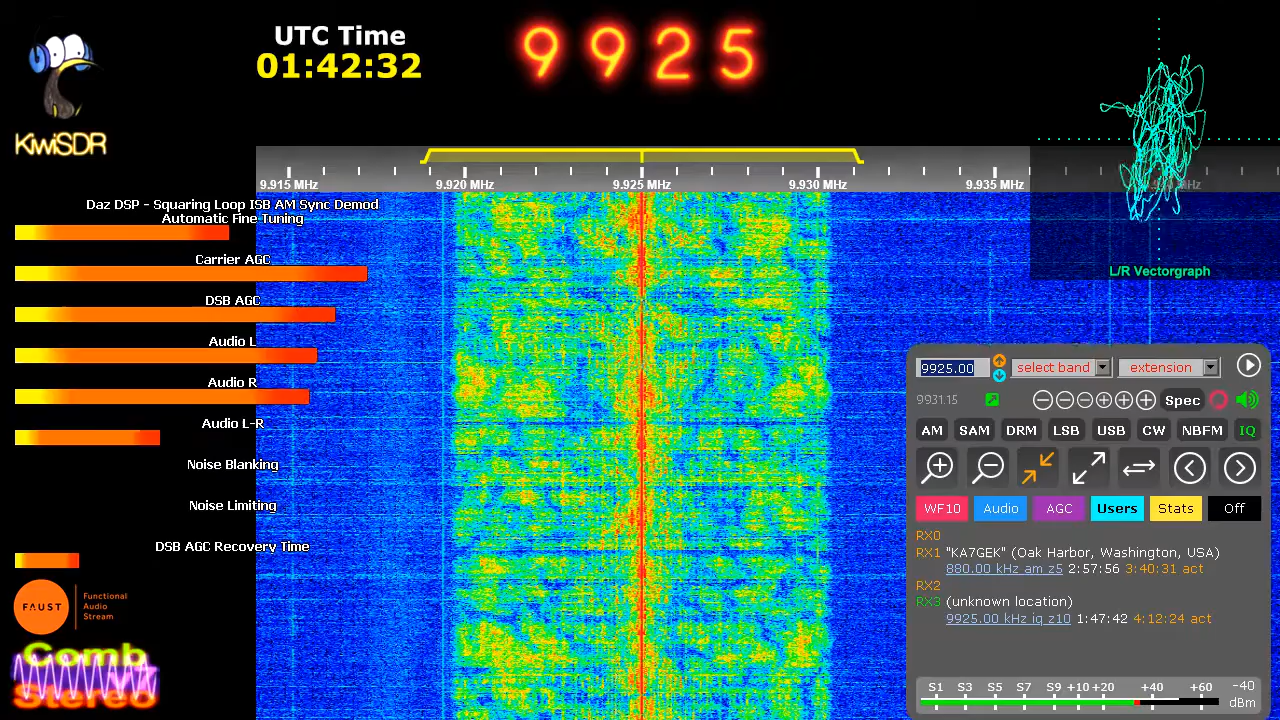 UTC Time
01:42:32
9925
KiwiSDR
9.915 MHz
9.920 MHz
9.925 MHz
9.930 MHz
9.935 MHz
Daz DSP - Squaring Loop ISB AM Sync Demod
Automatic Fine Tuning
Carrier AGC
DSB AGC
Audio L
Audio R
Audio L-R
Noise Blanking
Noise Limiting
DSB AGC Recovery Time
FAUST
Functional
Audio
Stream
Comb
Stereo
L/R Vectorgraph
9925.00 select band extension
9931.15 Spec
AM SAM DRM LSB USB CW NBFM IQ
WF10 Audio AGC Users Stats Off
RX0
RX1 "KA7GEK" (Oak Harbor, Washington, USA)
880.00 kHz am z5 2:57:56 3:40:31 act
RX2
RX3 (unknown location)
9925.00 kHz iq z10 1:47:42 4:12:24 act
S1 S3 S5 S7 S9 +10 +20 +40 +60 -40
dBm